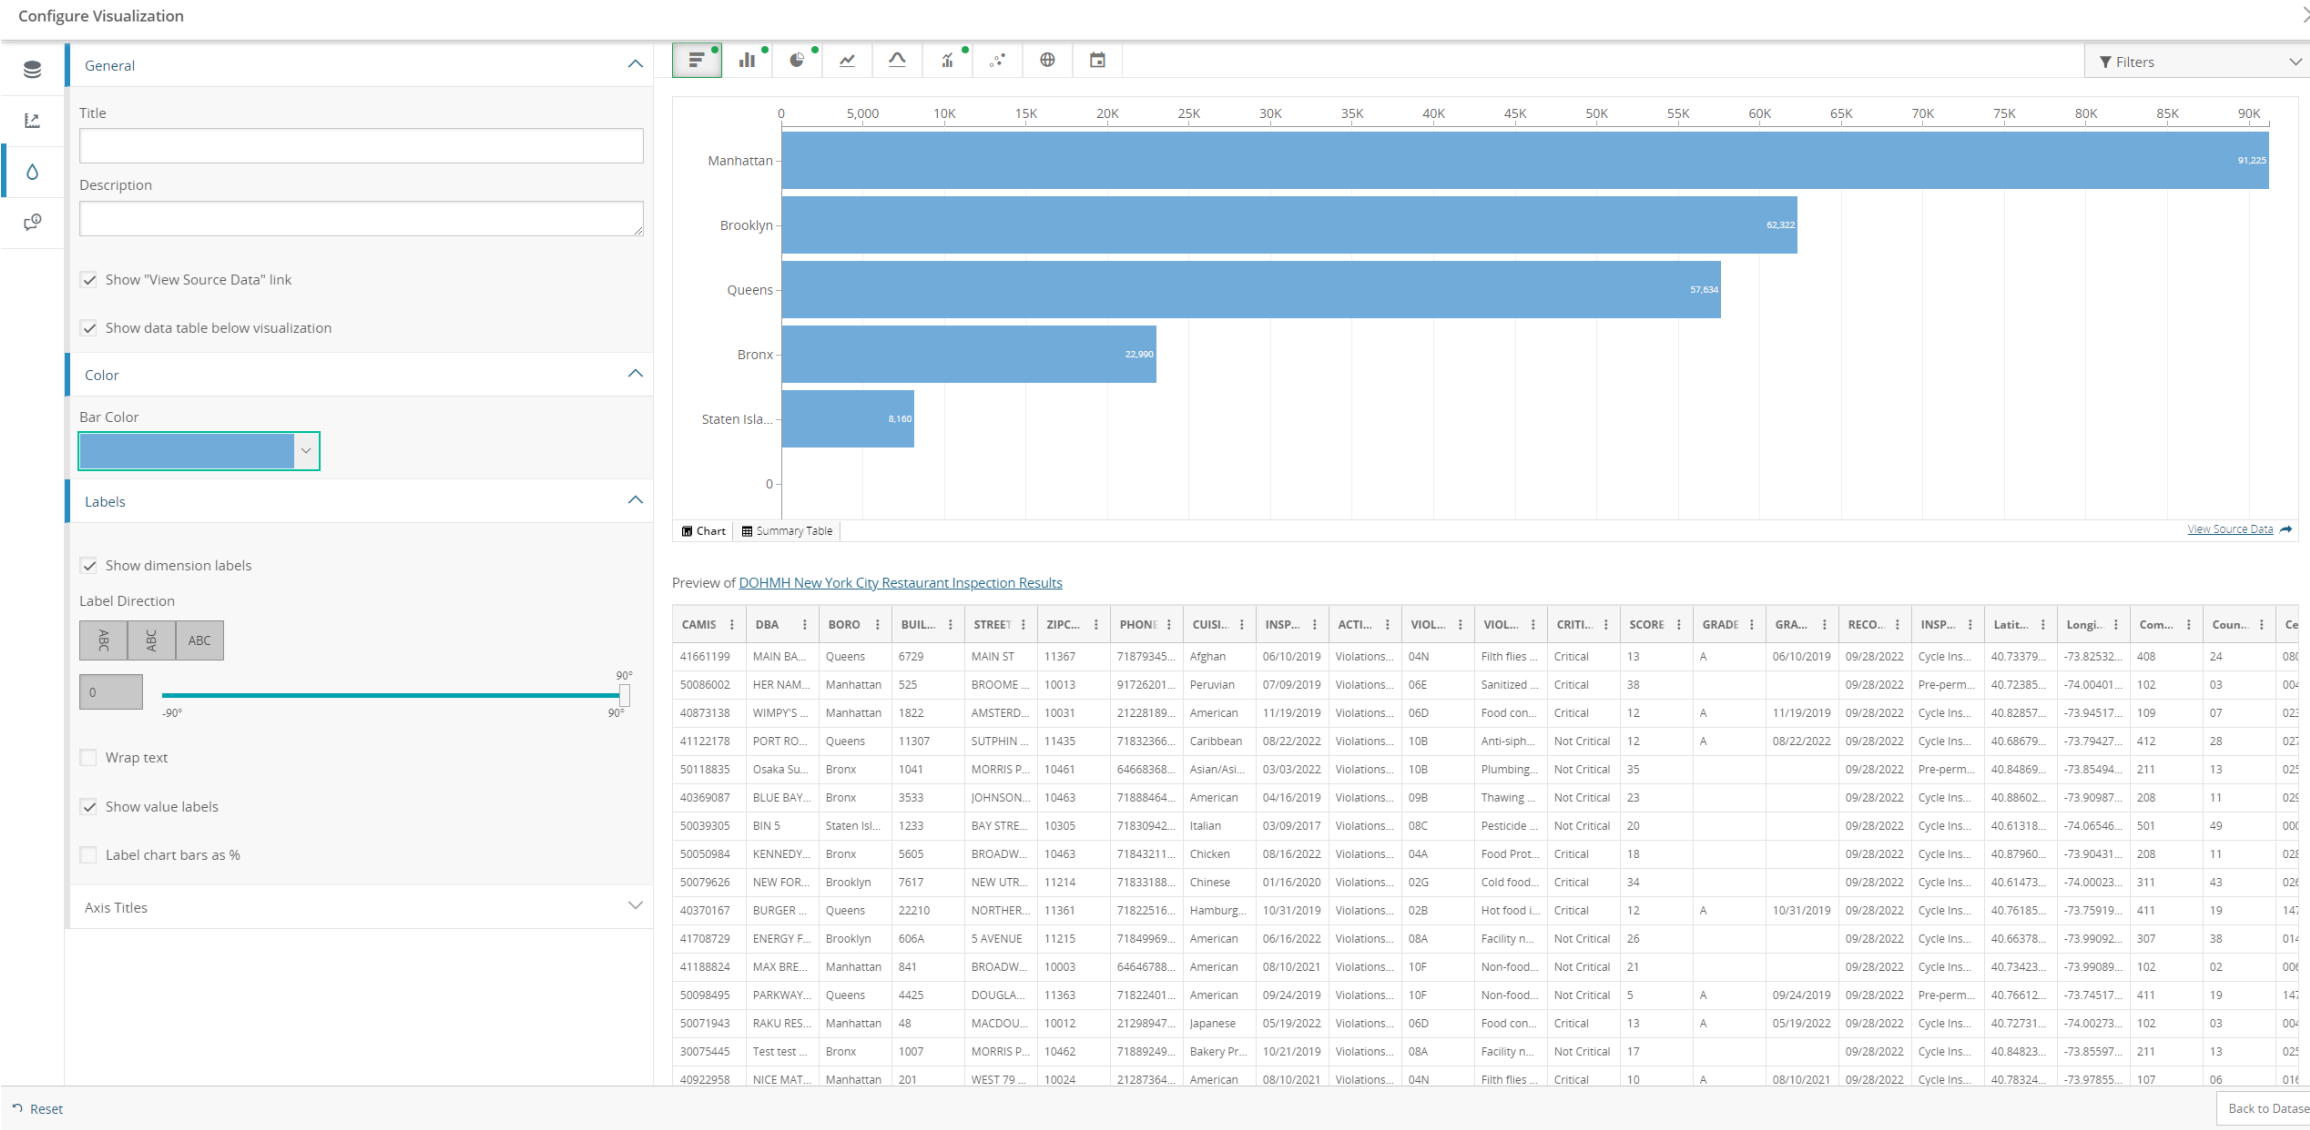 Configure Visualization
General
Title
Description
Show "View Source Data" link
Show data table below visualization
Color
Bar Color
Labels
Show dimension labels
Label Direction
ABC ABC ABC
0
90°
-90° 90°
Wrap text
Show value labels
Label chart bars as %
Axis Titles
Filters
0 5,000 10K 15K 20K 25K 30K 35K 40K 45K 50K 55K 60K 65K 70K 75K 80K 85K 90K
Manhattan 91,225
Brooklyn 62,322
Queens 57,634
Bronx 22,990
Staten Isla... 8,160
0
Chart Summary Table View Source Data
Preview of DOHMH New York City Restaurant Inspection Results
CAMIS DBA BORO BUIL... STREET ZIPC... PHONE CUISI... INSP... ACTI... VIOL... VIOL... CRITI... SCORE GRADE GRA... RECO... INSP... Latit... Longi... Com... Coun... Ce
41661199 MAIN BA... Queens 6729 MAIN ST 11367 71879345... Afghan 06/10/2019 Violations... 04N Filth flies ... Critical 13 A 06/10/2019 09/28/2022 Cycle Ins... 40.73379... -73.82532... 408 24 080
50086002 HER NAM... Manhattan 525 BROOME ... 10013 91726201... Peruvian 07/09/2019 Violations... 06E Sanitized ... Critical 38 09/28/2022 Pre-perm... 40.72385... -74.00401... 102 03 004
40873138 WIMPY'S ... Manhattan 1822 AMSTERD... 10031 21228189... American 11/19/2019 Violations... 06D Food con... Critical 12 A 11/19/2019 09/28/2022 Cycle Ins... 40.82857... -73.94517... 109 07 023
41122178 PORT RO... Queens 11307 SUTPHIN ... 11435 71832366... Caribbean 08/22/2022 Violations... 10B Anti-siph... Not Critical 12 A 08/22/2022 09/28/2022 Cycle Ins... 40.68679... -73.79427... 412 28 027
50118835 Osaka Su... Bronx 1041 MORRIS P... 10461 64668368... Asian/Asi... 03/03/2022 Violations... 10B Plumbing... Not Critical 35 09/28/2022 Pre-perm... 40.84869... -73.85494... 211 13 025
40369087 BLUE BAY... Bronx 3533 JOHNSON... 10463 71888464... American 04/16/2019 Violations... 09B Thawing ... Not Critical 23 09/28/2022 Cycle Ins... 40.88602... -73.90987... 208 11 029
50039305 BIN 5 Staten Isl... 1233 BAY STRE... 10305 71830942... Italian 03/09/2017 Violations... 08C Pesticide ... Not Critical 20 09/28/2022 Cycle Ins... 40.61318... -74.06546... 501 49 000
50050984 KENNEDY... Bronx 5605 BROADW... 10463 71843211... Chicken 08/16/2022 Violations... 04A Food Prot... Critical 18 09/28/2022 Cycle Ins... 40.87960... -73.90431... 208 11 028
50079626 NEW FOR... Brooklyn 7617 NEW UTR... 11214 71833188... Chinese 01/16/2020 Violations... 02G Cold food... Critical 34 09/28/2022 Cycle Ins... 40.61473... -74.00023... 311 43 026
40370167 BURGER ... Queens 22210 NORTHER... 11361 71822516... Hamburg... 10/31/2019 Violations... 02B Hot food i... Critical 12 A 10/31/2019 09/28/2022 Cycle Ins... 40.76185... -73.75919... 411 19 147
41708729 ENERGY F... Brooklyn 606A 5 AVENUE 11215 71849969... American 06/16/2022 Violations... 08A Facility n... Not Critical 26 09/28/2022 Cycle Ins... 40.66378... -73.99092... 307 38 014
41188824 MAX BRE... Manhattan 841 BROADW... 10003 64646788... American 08/10/2021 Violations... 10F Non-food... Not Critical 21 09/28/2022 Cycle Ins... 40.73423... -73.99089... 102 02 006
50098495 PARKWAY... Queens 4425 DOUGLA... 11363 71822401... American 09/24/2019 Violations... 10F Non-food... Not Critical 5 A 09/24/2019 09/28/2022 Pre-perm... 40.76612... -73.74517... 411 19 147
50071943 RAKU RES... Manhattan 48 MACDOU... 10012 21298947... Japanese 05/19/2022 Violations... 06D Food con... Critical 13 A 05/19/2022 09/28/2022 Cycle Ins... 40.72731... -74.00273... 102 03 004
30075445 Test test ... Bronx 1007 MORRIS P... 10462 71889249... Bakery Pr... 10/21/2019 Violations... 08A Facility n... Not Critical 17 09/28/2022 Cycle Ins... 40.84823... -73.85597... 211 13 025
40922958 NICE MAT... Manhattan 201 WEST 79 ... 10024 21287364... American 08/10/2021 Violations... 04N Filth flies ... Critical 10 A 08/10/2021 09/28/2022 Cycle Ins... 40.78324... -73.97855... 107 06 016
Reset
Back to Datase